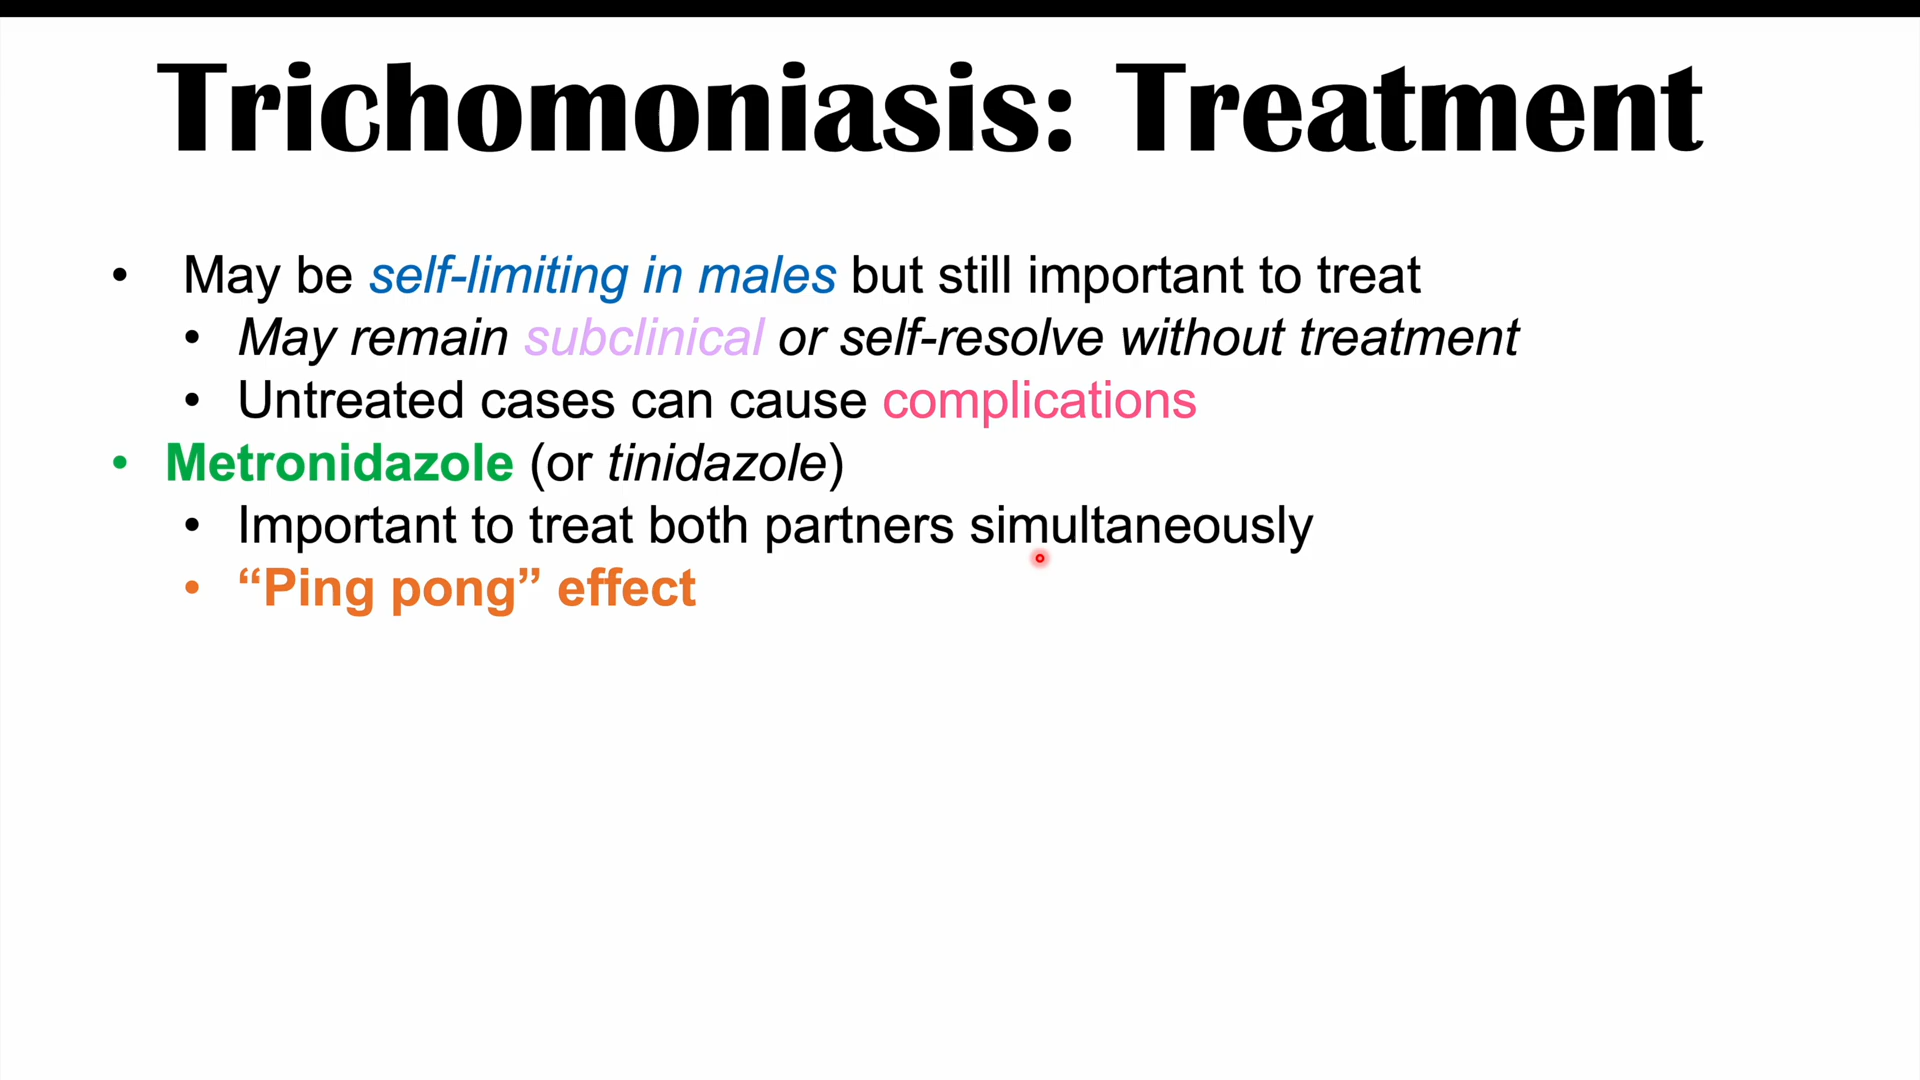 Trichomoniasis: Treatment
• May be self-limiting in males but still important to treat
• May remain subclinical or self-resolve without treatment
• Untreated cases can cause complications
• Metronidazole (or tinidazole)
• Important to treat both partners simultaneously
• “Ping pong” effect